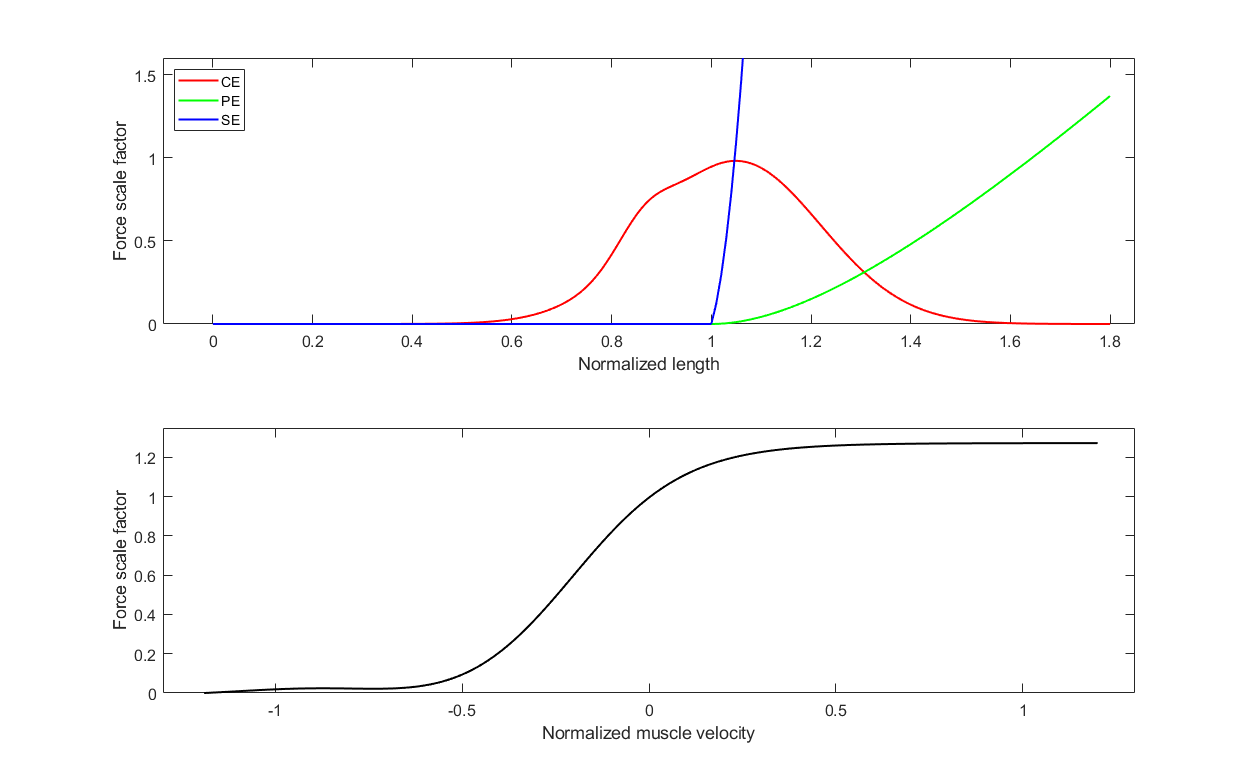 1.5
1
0.5
0
Force scale factor
CE
PE
SE
0 0.2 0.4 0.6 0.8 1 1.2 1.4 1.6 1.8
Normalized length
1.2
1
0.8
0.6
0.4
0.2
0
Force scale factor
-1 -0.5 0 0.5 1
Normalized muscle velocity